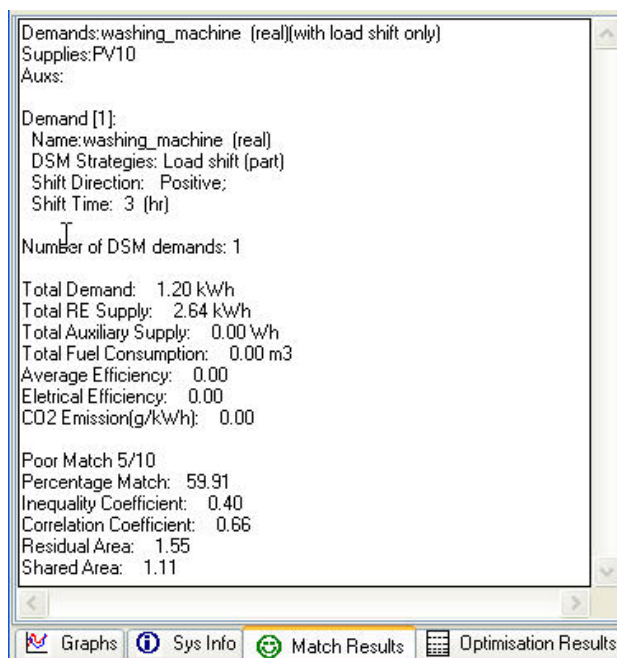 Demands:washing_machine (real)(with load shift only)
Supplies:PV10
Auxs:
Demand [1]:
Name:washing_machine (real)
DSM Strategies: Load shift (part)
Shift Direction: Positive;
Shift Time: 3 (hr)
Number of DSM demands: 1
Total Demand: 1.20 kWh
Total RE Supply: 2.64 kWh
Total Auxiliary Supply: 0.00 Wh
Total Fuel Consumption: 0.00 m3
Average Efficiency: 0.00
Eletrical Efficiency: 0.00
CO2 Emission(g/kWh): 0.00
Poor Match 5/10
Percentage Match: 59.91
Inequality Coefficient: 0.40
Correlation Coefficient: 0.66
Residual Area: 1.55
Shared Area: 1.11
Graphs Sys Info Match Results Optimisation Results